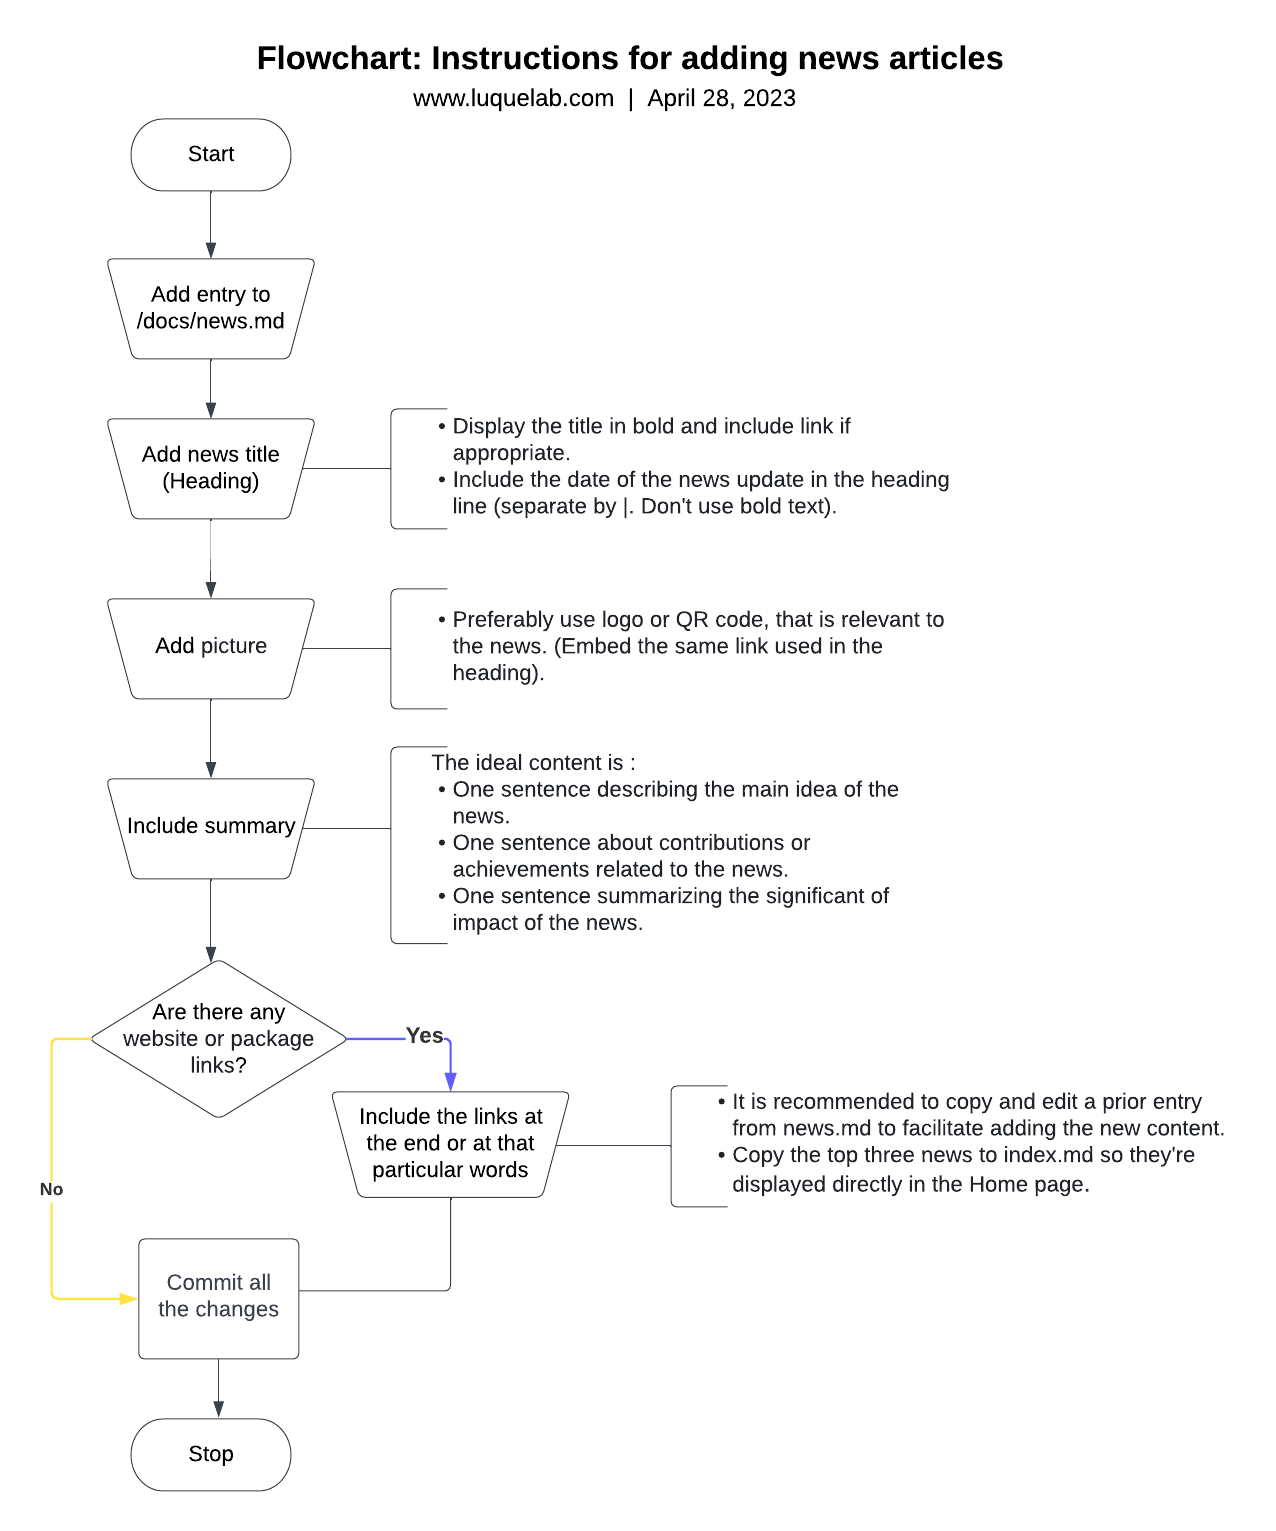 Flowchart: Instructions for adding news articles
www.luquelab.com | April 28, 2023
Start
Add entry to
/docs/news.md
Add news title
(Heading)
• Display the title in bold and include link if
appropriate.
• Include the date of the news update in the heading
line (separate by |. Don't use bold text).
Add picture
• Preferably use logo or QR code, that is relevant to
the news. (Embed the same link used in the
heading).
Include summary
The ideal content is :
• One sentence describing the main idea of the
news.
• One sentence about contributions or
achievements related to the news.
• One sentence summarizing the significant of
impact of the news.
Are there any
website or package
links?
Yes
Include the links at
the end or at that
particular words
• It is recommended to copy and edit a prior entry
from news.md to facilitate adding the new content.
• Copy the top three news to index.md so they're
displayed directly in the Home page.
No
Commit all
the changes
Stop